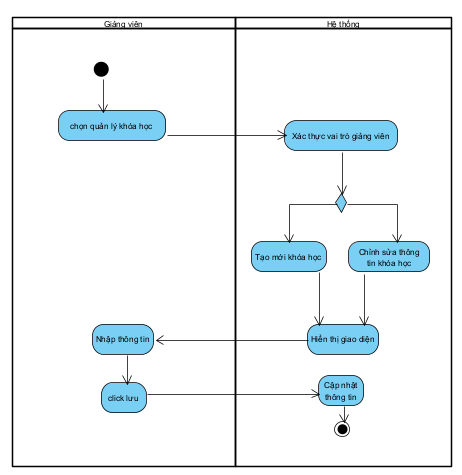 Giảng viên
Hệ thống
chọn quản lý khóa học
Xác thực vai trò giảng viên
Tạo mới khóa học
Chỉnh sửa thông
tin khóa học
Nhập thông tin
Hiển thị giao diện
click lưu
Cập nhật
thông tin